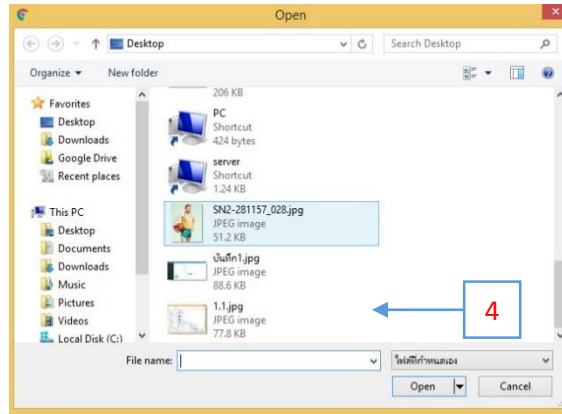 Open
Desktop
Search Desktop
Organize
New folder
Favorites
Desktop
Downloads
Google Drive
Recent places
This PC
Desktop
Documents
Downloads
Music
Pictures
Videos
Local Disk (C:)
206 KB
PC
Shortcut
424 bytes
server
Shortcut
1.24 KB
SN2-281157_028.jpg
JPEG image
51.2 KB
บันทึก1.jpg
JPEG image
88.6 KB
1.1.jpg
JPEG image
77.8 KB
4
File name:
ไฟล์ที่กำหนดเอง
Open
Cancel